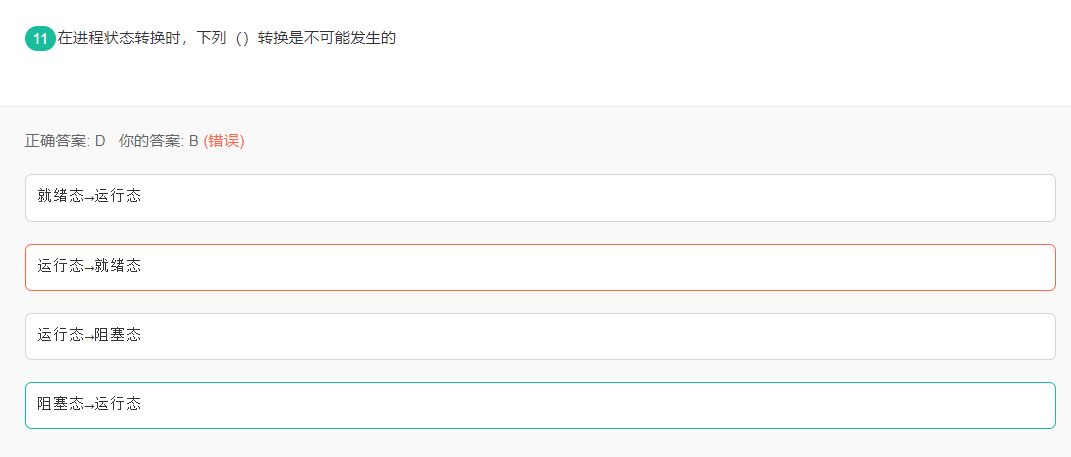 11 在进程状态转换时，下列（）转换是不可能发生的
正确答案: D 你的答案: B (错误)
就绪态→运行态
运行态→就绪态
运行态→阻塞态
阻塞态→运行态